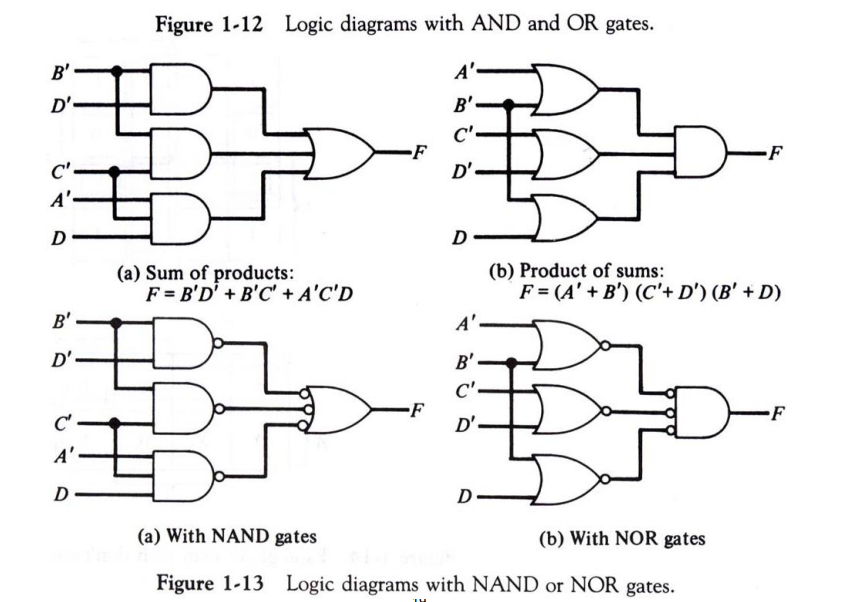 Figure 1-12 Logic diagrams with AND and OR gates.
B'
D'
C'
A'
D
F
(a) Sum of products:
F = B'D' + B'C' + A'C'D
A'
B'
C'
D'
D
F
(b) Product of sums:
F = (A' + B') (C' + D') (B' + D)
B'
D'
C'
A'
D
F
(a) With NAND gates
A'
B'
C'
D'
D
F
(b) With NOR gates
Figure 1-13 Logic diagrams with NAND or NOR gates.